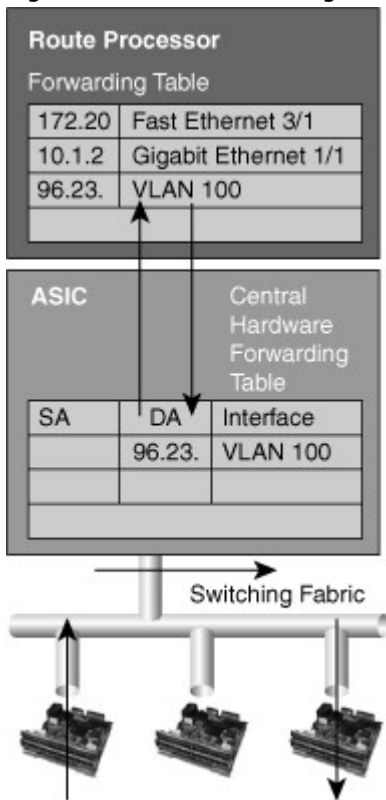 Route Processor
Forwarding Table
172.20 Fast Ethernet 3/1
10.1.2 Gigabit Ethernet 1/1
96.23. VLAN 100
ASIC
Central
Hardware
Forwarding
Table
SA DA Interface
96.23. VLAN 100
Switching Fabric